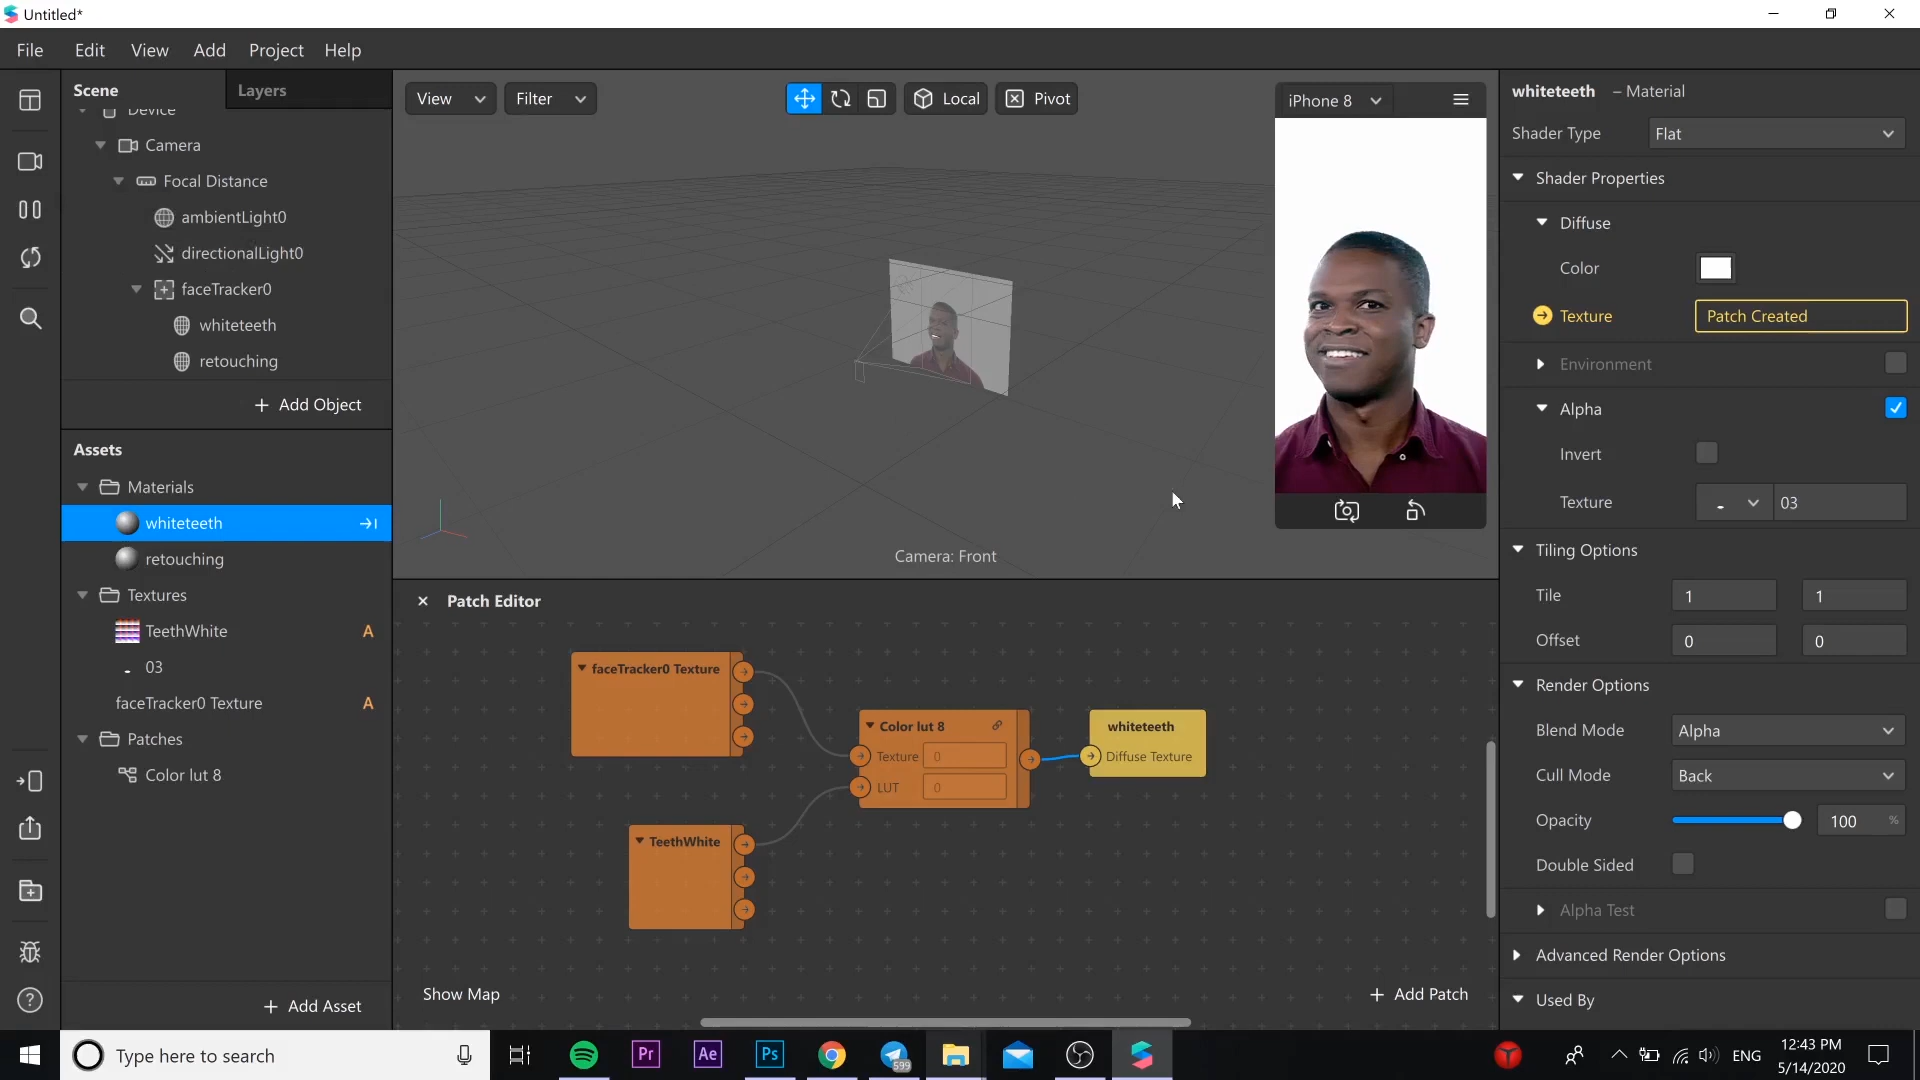 Untitled*
File Edit View Add Project Help
Scene
Layers
Device
Camera
Focal Distance
ambientLight0
directionalLight0
faceTracker0
whiteteeth
retouching
+ Add Object
Assets
Materials
whiteteeth
retouching
Textures
TeethWhite A
03
faceTracker0 Texture A
Patches
Color lut 8
+ Add Asset
View
Filter
Local
Pivot
iPhone 8
Camera: Front
Patch Editor
faceTracker0 Texture
TeethWhite
Color lut 8
Texture 0
LUT 0
whiteteeth
Diffuse Texture
Show Map
+ Add Patch
whiteteeth – Material
Shader Type Flat
Shader Properties
Diffuse
Color
Texture Patch Created
Environment
Alpha
Invert
Texture 03
Tiling Options
Tile 1 1
Offset 0 0
Render Options
Blend Mode Alpha
Cull Mode Back
Opacity 100 %
Double Sided
Alpha Test
Advanced Render Options
Used By
Type here to search
Pr
Ae
Ps
599
ENG
12:43 PM
5/14/2020